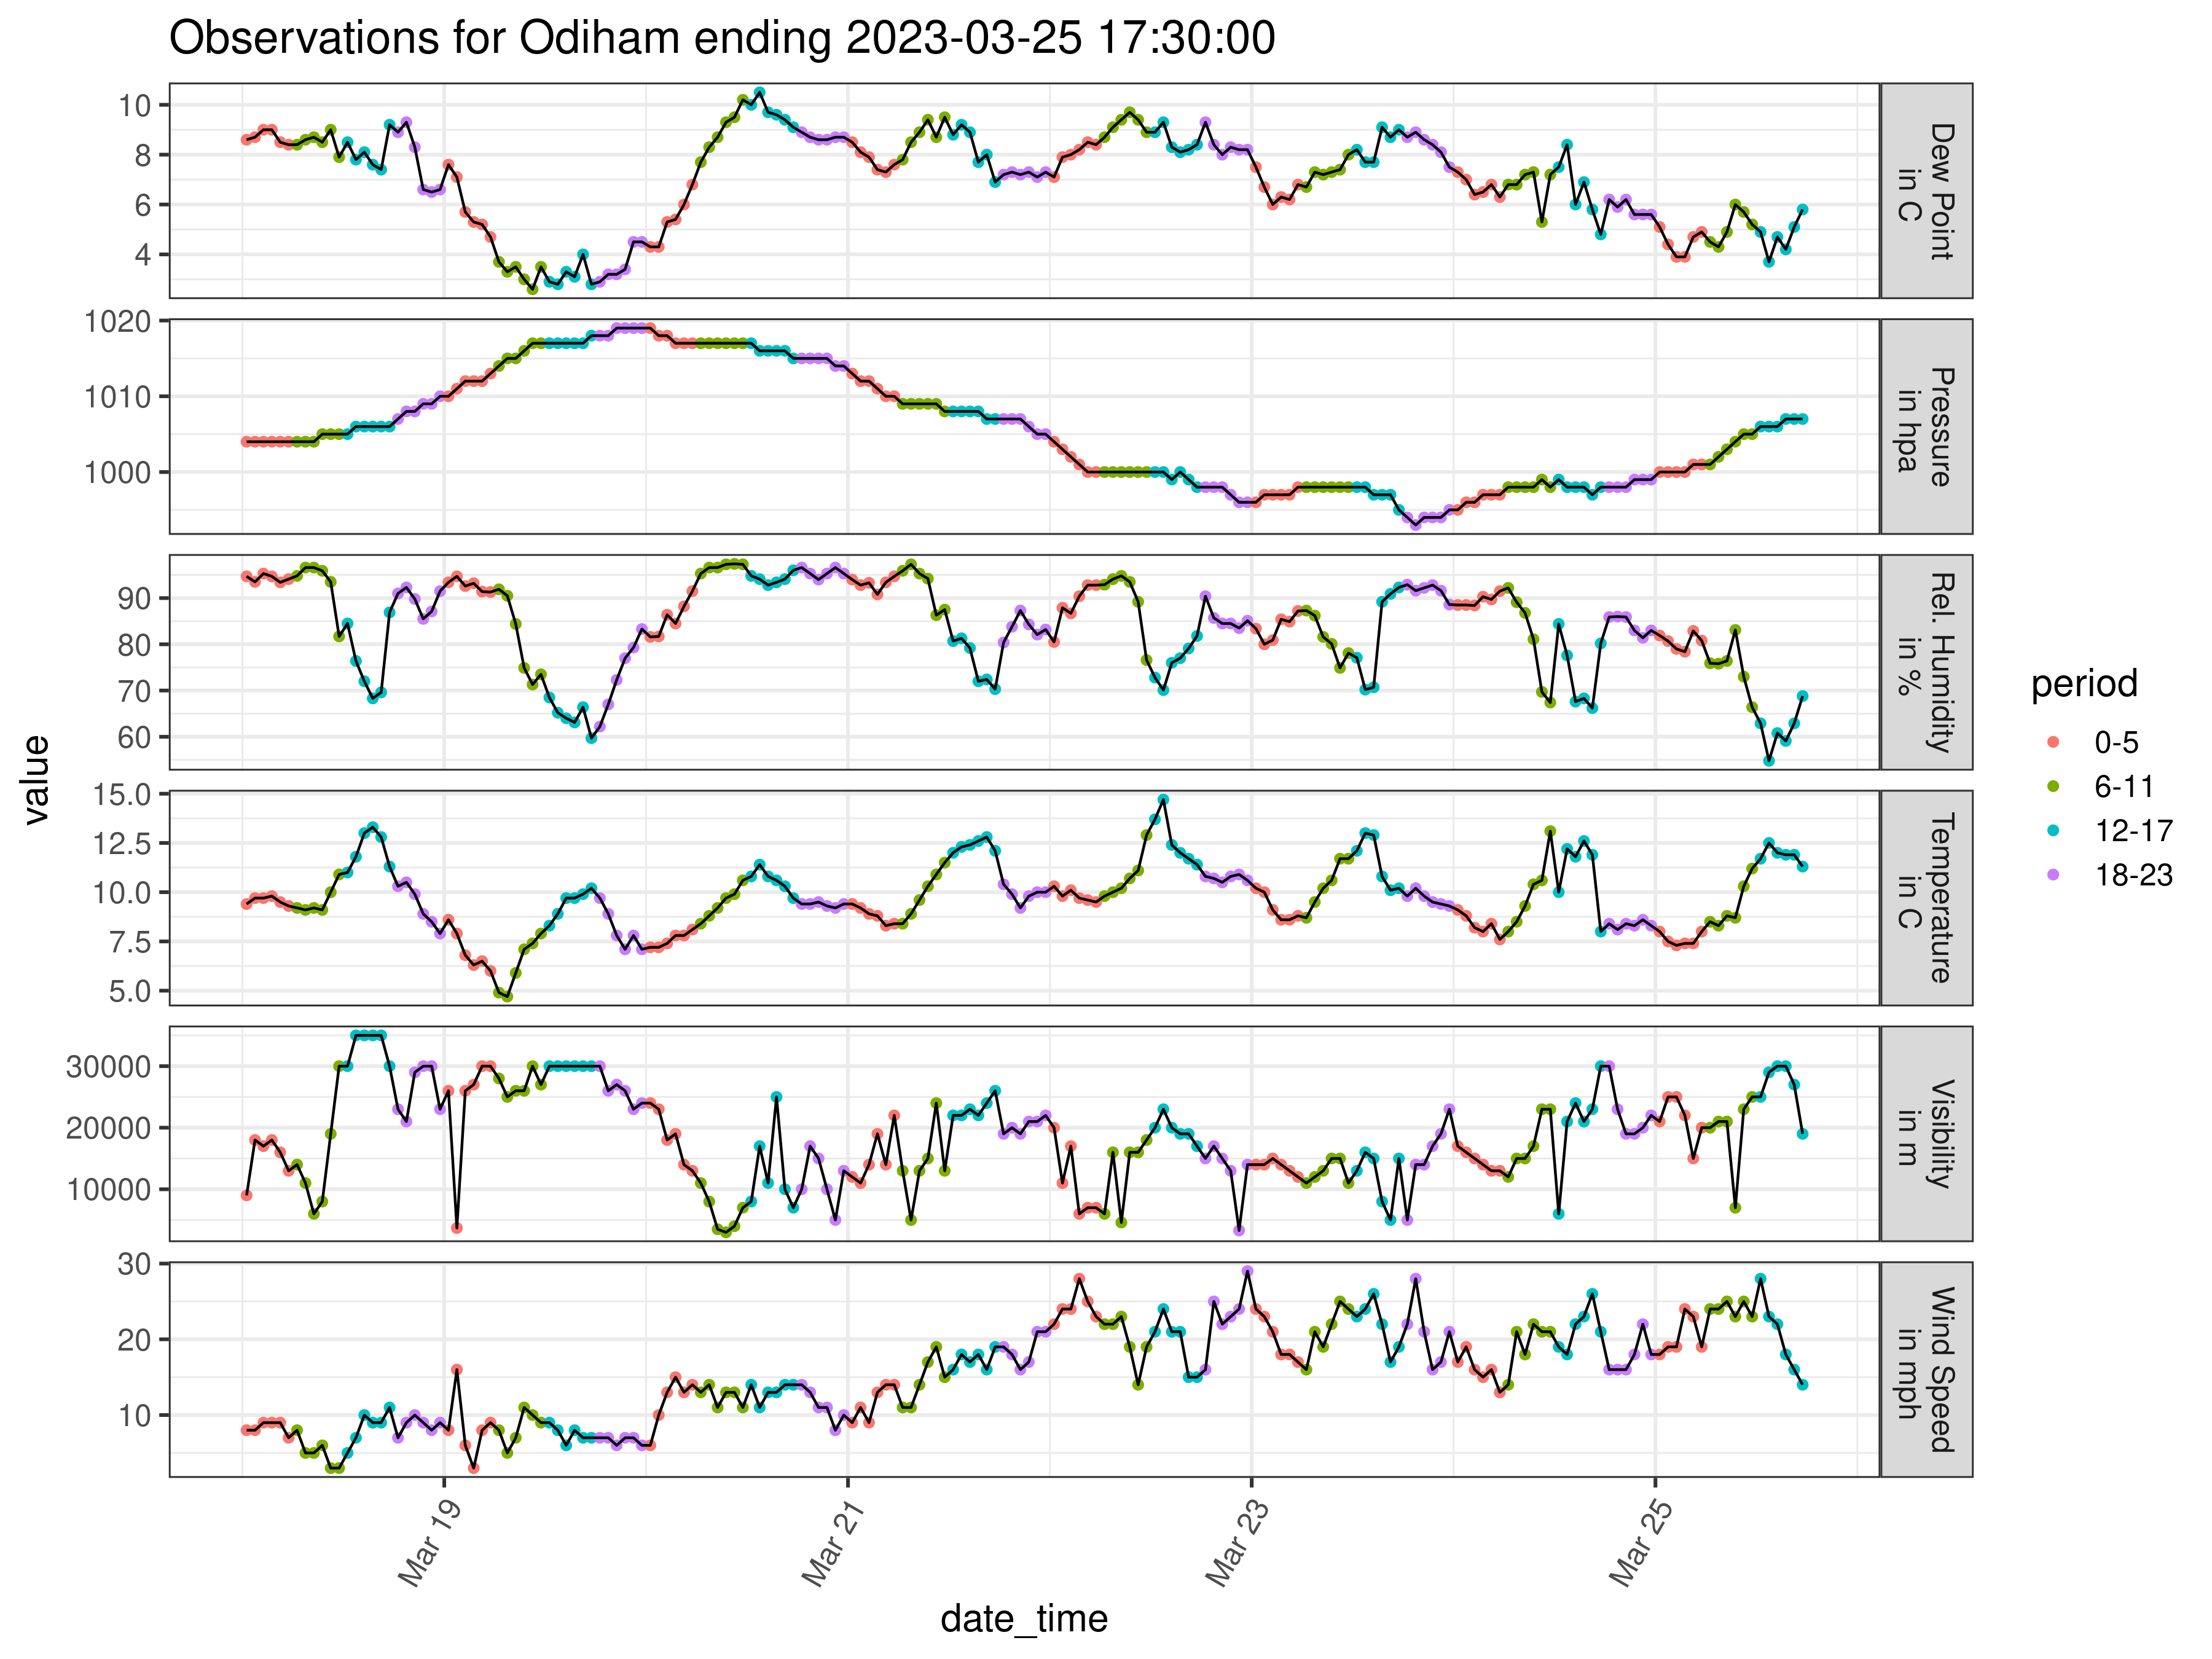 Observations for Odiham ending 2023-03-25 17:30:00
value
10
8
6
4
Dew Point
in C
1020
1010
1000
Pressure
in hpa
90
80
70
60
Rel. Humidity
in %
15.0
12.5
10.0
7.5
5.0
Temperature
in C
30000
20000
10000
Visibility
in m
30
20
10
Wind Speed
in mph
Mar 19
Mar 21
Mar 23
Mar 25
date_time
period
0-5
6-11
12-17
18-23